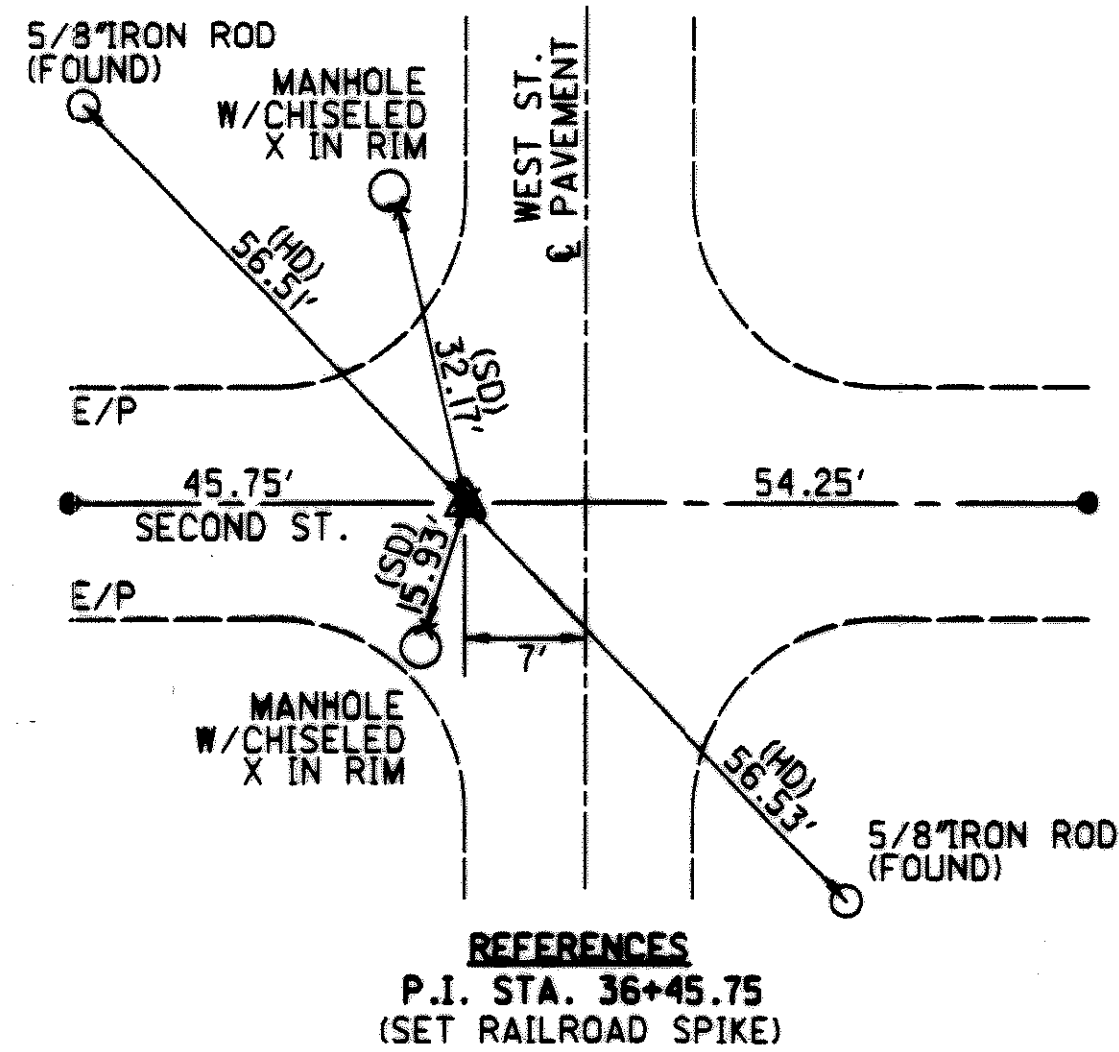 5/8"IRON ROD
(FOUND)
MANHOLE
W/CHISELED
X IN RIM
WEST ST.
℄ PAVEMENT
(HD)
56.51'
(SD)
32.17'
E/P
45.75'
SECOND ST.
54.25'
(SD)
15.93'
E/P
7'
MANHOLE
W/CHISELED
X IN RIM
(HD)
56.53'
5/8"IRON ROD
(FOUND)
REFERENCES
P.I. STA. 36+45.75
(SET RAILROAD SPIKE)